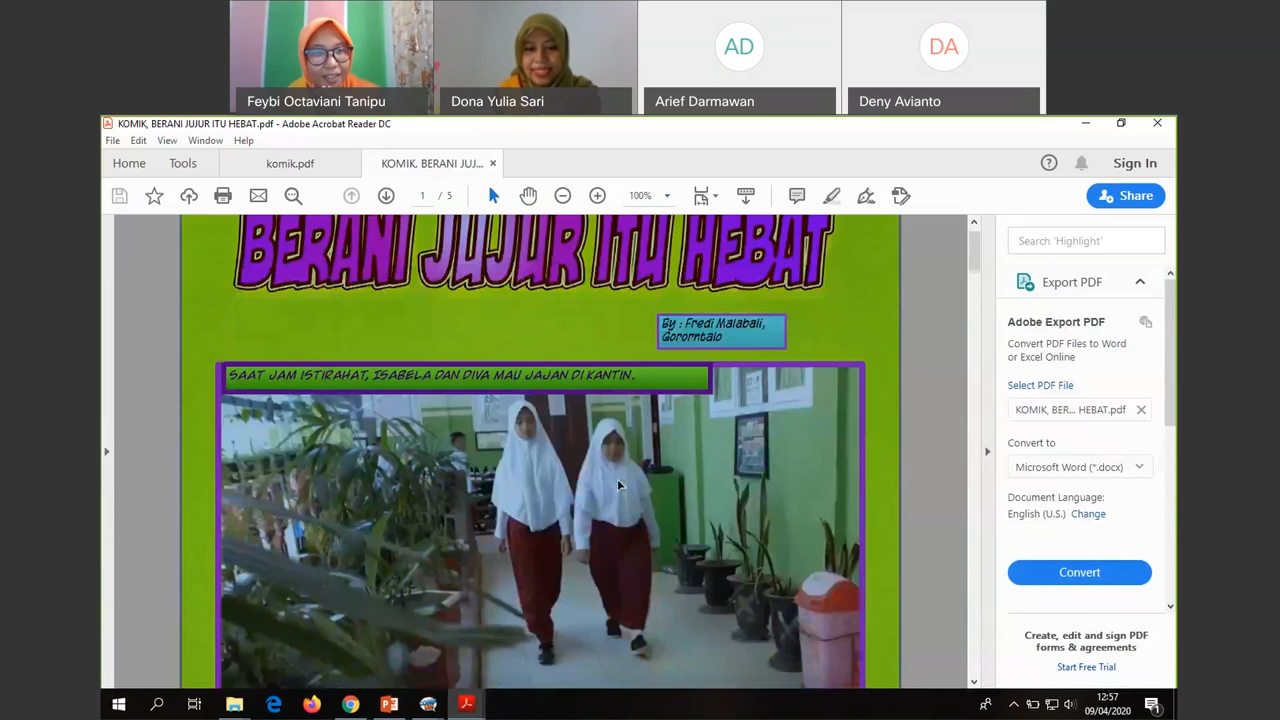 AD
DA
Feybi Octaviani Tanipu
Dona Yulia Sari
Arief Darmawan
Deny Avianto
KOMIK, BERANI JUJUR ITU HEBAT.pdf - Adobe Acrobat Reader DC
File Edit View Window Help
Home Tools komik.pdf KOMIK, BERANI JUJ... Sign In
1 / 5 100% Share
BERANI JUJUR ITU HEBAT
By : Fredi Malabali,
Gororntalo
SAAT JAM ISTIRAHAT, ISABELA DAN DIVA MAU JAJAN DI KANTIN.
Search 'Highlight'
Export PDF
Adobe Export PDF
Convert PDF Files to Word
or Excel Online
Select PDF File
KOMIK, BER... HEBAT.pdf
Convert to
Microsoft Word (*.docx)
Document Language:
English (U.S.) Change
Convert
Create, edit and sign PDF
forms & agreements
Start Free Trial
12:57
09/04/2020
1